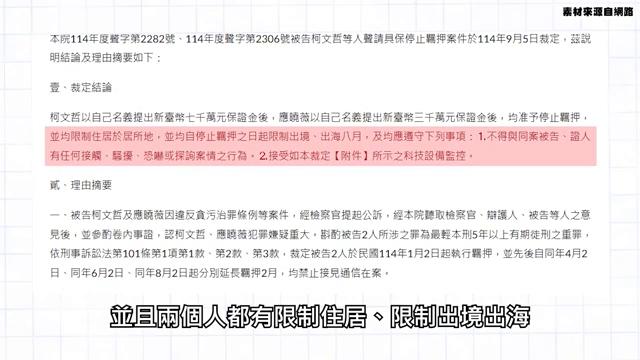 素材來源自網路
本院114年度聲字第2282號、114年度聲字第2306號被告柯文哲等人聲請具保停止羈押案件於114年9月5日裁定，茲說
明結論及理由摘要如下：
壹、裁定結論
柯文哲以自己名義提出新臺幣七千萬元保證金後，應曉薇以自己名義提出新臺幣三千萬元保證金後，均准予停止羈押，
並均限制住居於居所地，並均自停止羈押之日起限制出境、出海八月，及均應遵守下列事項：1.不得與同案被告、證人
有任何接觸、騷擾、恐嚇或探詢案情之行為。2.接受如本裁定【附件】所示之科技設備監控。
貳、理由摘要
一、被告柯文哲及應曉薇因違反貪污治罪條例等案件，經檢察官提起公訴，經本院聽取檢察官、辯護人、被告等人之意
見後，並參酌卷內事證，認柯文哲、應曉薇犯罪嫌疑重大，斟酌被告2人所涉之罪為最輕本刑5年以上有期徒刑之重罪，
依刑事訴訟法第101條第1項第1款、第2款、第3款，裁定被告2人於民國114年1月2日起執行羈押，並先後自同年4月2
日、同年6月2日、同年8月2日起分別延長羈押2月，均禁止接見通信在案。
並且兩個人都有限制住居、限制出境出海